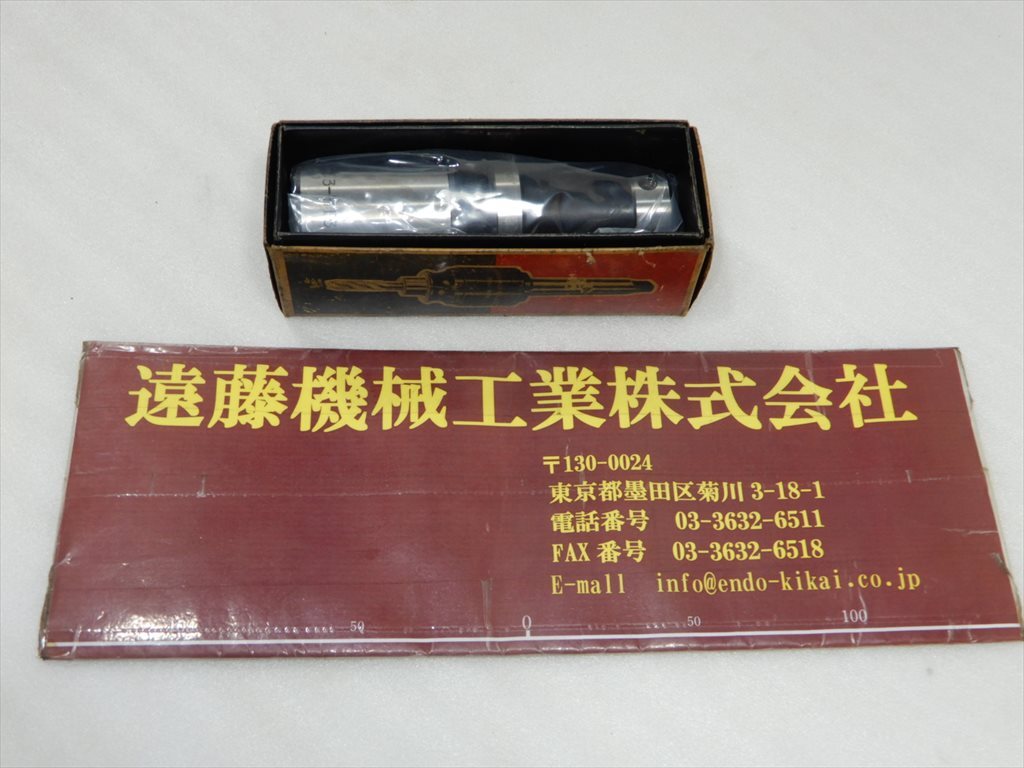 遠藤機械工業株式会社
〒130-0024
東京都墨田区菊川 3-18-1
電話番号 03-3632-6511
FAX 番号 03-3632-6518
E-mall info@endo-kikai.co.jp
50 0 50 100